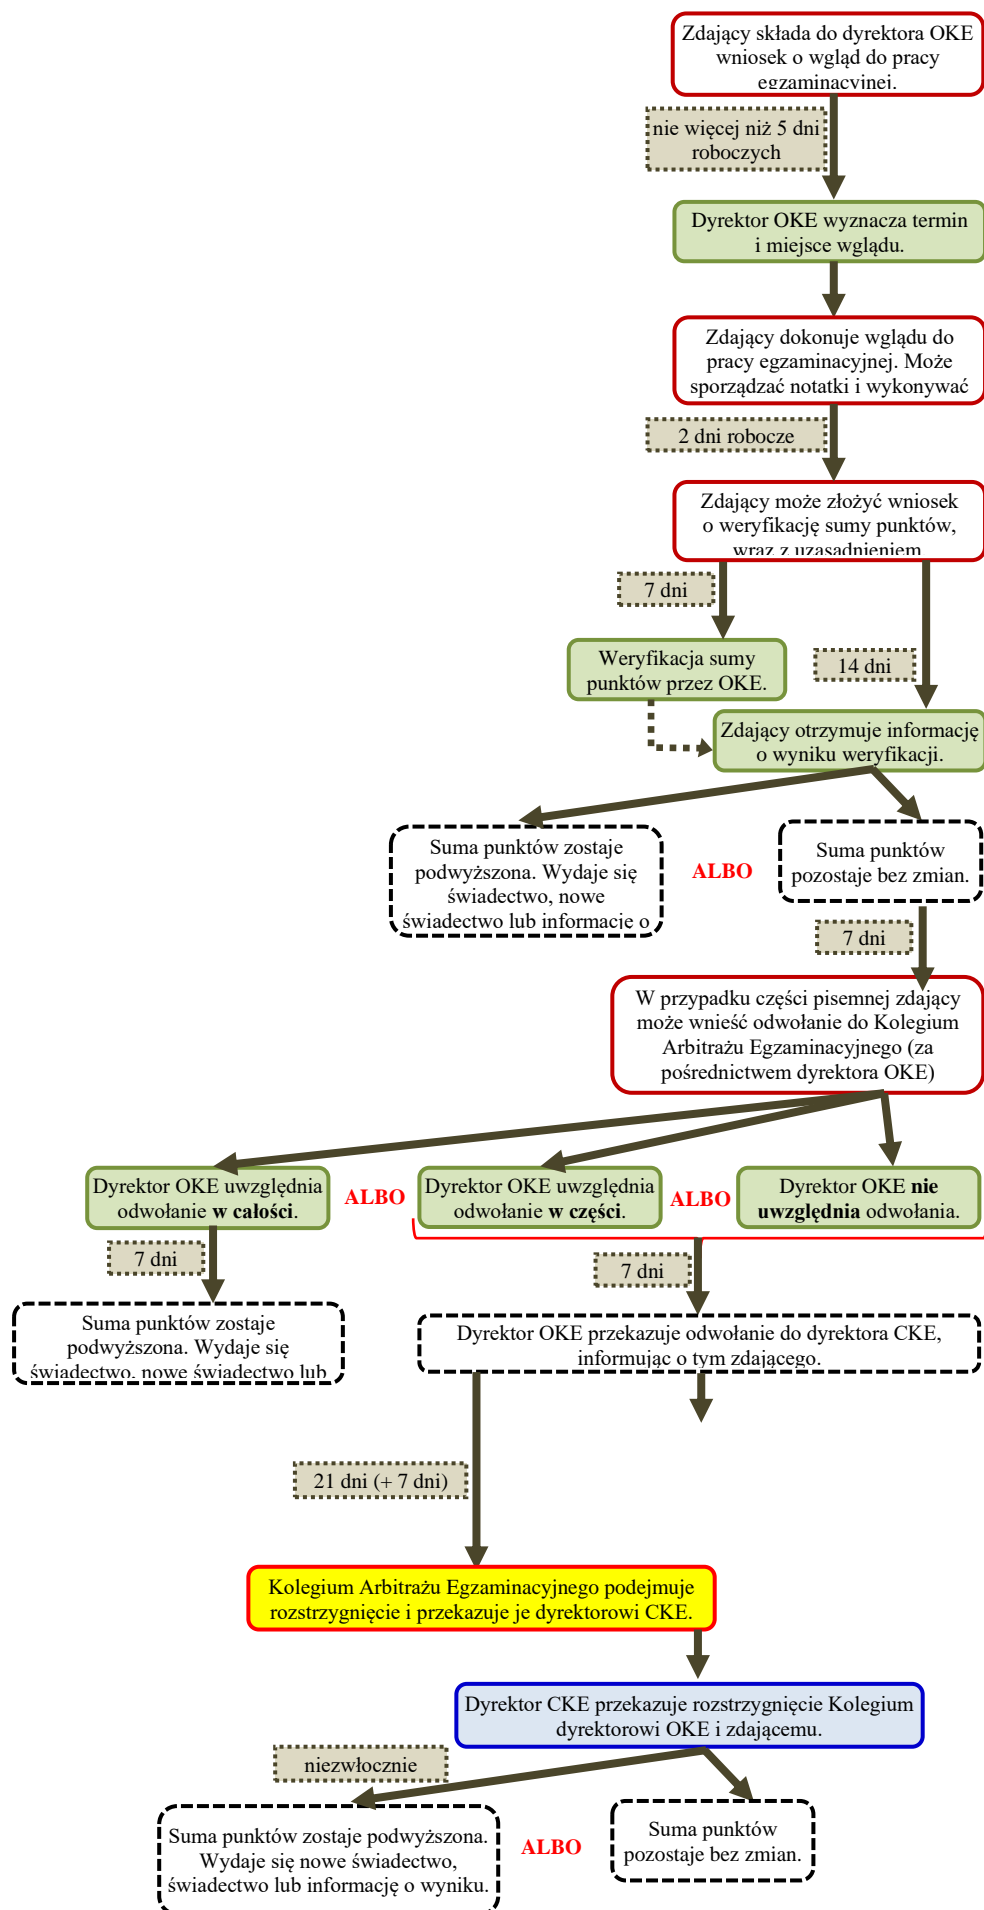 Zdający składa do dyrektora OKE
wniosek o wgląd do pracy
egzaminacyjnej.
nie więcej niż 5 dni
roboczych
Dyrektor OKE wyznacza termin
i miejsce wglądu.
Zdający dokonuje wglądu do
pracy egzaminacyjnej. Może
sporządzać notatki i wykonywać
2 dni robocze
Zdający może złożyć wniosek
o weryfikację sumy punktów,
wraz z uzasadnieniem
7 dni
Weryfikacja sumy
punktów przez OKE.
14 dni
Zdający otrzymuje informację
o wyniku weryfikacji.
Suma punktów zostaje
podwyższona. Wydaje się
świadectwo, nowe
świadectwo lub informację o
ALBO
Suma punktów
pozostaje bez zmian.
7 dni
W przypadku części pisemnej zdający
może wnieść odwołanie do Kolegium
Arbitrażu Egzaminacyjnego (za
pośrednictwem dyrektora OKE)
Dyrektor OKE uwzględnia
odwołanie w całości.
ALBO
Dyrektor OKE uwzględnia
odwołanie w części.
ALBO
Dyrektor OKE nie
uwzględnia odwołania.
7 dni
7 dni
Suma punktów zostaje
podwyższona. Wydaje się
świadectwo, nowe świadectwo lub
Dyrektor OKE przekazuje odwołanie do dyrektora CKE,
informując o tym zdającego.
21 dni (+ 7 dni)
Kolegium Arbitrażu Egzaminacyjnego podejmuje
rozstrzygnięcie i przekazuje je dyrektorowi CKE.
Dyrektor CKE przekazuje rozstrzygnięcie Kolegium
dyrektorowi OKE i zdającemu.
niezwłocznie
Suma punktów zostaje podwyższona.
Wydaje się nowe świadectwo,
świadectwo lub informację o wyniku.
ALBO
Suma punktów
pozostaje bez zmian.